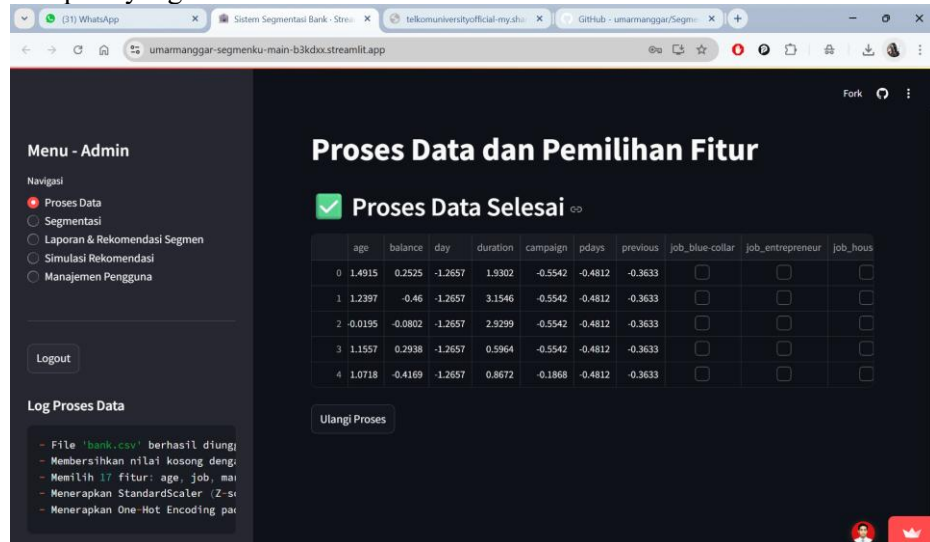 (31) WhatsApp
Sistem Segmentasi Bank · Stre
telkomuniversityofficial-my.sha
GitHub - umarmanggar/Segm
umarmanggar-segmenku-main-b3kdxx.streamlit.app
Fork
Menu - Admin
Navigasi
Proses Data
Segmentasi
Laporan & Rekomendasi Segmen
Simulasi Rekomendasi
Manajemen Pengguna
Logout
Log Proses Data
- File 'bank.csv' berhasil diung
- Membersihkan nilai kosong deng
- Memilih 17 fitur: age, job, ma
- Menerapkan StandardScaler (Z-s
- Menerapkan One-Hot Encoding pa
Proses Data dan Pemilihan Fitur
Proses Data Selesai
age balance day duration campaign pdays previous job_blue-collar job_entrepreneur job_hous
0 1.4915 0.2525 -1.2657 1.9302 -0.5542 -0.4812 -0.3633
1 1.2397 -0.46 -1.2657 3.1546 -0.5542 -0.4812 -0.3633
2 -0.0195 -0.0802 -1.2657 2.9299 -0.5542 -0.4812 -0.3633
3 1.1557 0.2938 -1.2657 0.5964 -0.5542 -0.4812 -0.3633
4 1.0718 -0.4169 -1.2657 0.8672 -0.1868 -0.4812 -0.3633
Ulangi Proses